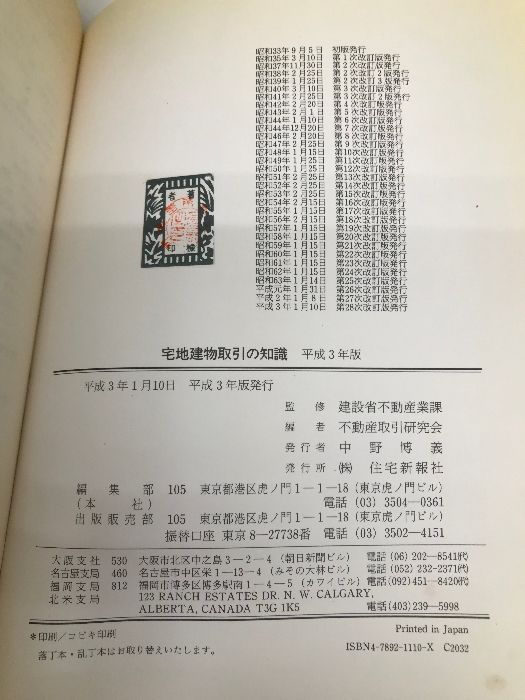 昭和33年9月5日 初版発行
昭和35年3月10日 第1次改訂版発行
昭和37年11月30日 第2次改訂版発行
昭和38年2月25日 第2次改訂2版発行
昭和39年1月25日 第2次改訂3版発行
昭和40年3月10日 第3次改訂版発行
昭和41年2月25日 第3次改訂2版発行
昭和42年2月20日 第4次改訂版発行
昭和43年2月1日 第5次改訂版発行
昭和44年1月10日 第6次改訂版発行
昭和44年12月20日 第7次改訂版発行
昭和46年2月20日 第8次改訂版発行
昭和47年2月25日 第9次改訂版発行
昭和48年1月15日 第10次改訂版発行
昭和49年1月25日 第11次改訂版発行
昭和50年1月25日 第12次改訂版発行
昭和51年2月25日 第13次改訂版発行
昭和52年2月25日 第14次改訂版発行
昭和53年2月15日 第15次改訂版発行
昭和54年2月15日 第16次改訂版発行
昭和55年1月15日 第17次改訂版発行
昭和56年2月15日 第18次改訂版発行
昭和57年1月15日 第19次改訂版発行
昭和58年1月15日 第20次改訂版発行
昭和59年1月15日 第21次改訂版発行
昭和60年1月15日 第22次改訂版発行
昭和61年1月15日 第23次改訂版発行
昭和62年1月15日 第24次改訂版発行
昭和63年1月14日 第25次改訂版発行
平成元年1月31日 第26次改訂版発行
平成2年1月8日 第27次改訂版発行
平成3年1月10日 第28次改訂版発行
著者
検印
宅地建物取引の知識 平成3年版
平成3年1月10日 平成3年版発行
監修 建設省不動産業課
編者 不動産取引研究会
発行者 中野博義
発行所 ㈱住宅新報社
編集部 105 東京都港区虎ノ門1-1-18(東京虎ノ門ビル)
(本社) 電話(03)3504-0361
出版販売部 105 東京都港区虎ノ門1-1-18(東京虎ノ門ビル)
振替口座 東京8-27738番 電話(03)3502-4151
大阪支社 530 大阪市北区中之島3-2-4(朝日新聞ビル) 電話(06)202-8541㈹
名古屋支局 460 名古屋市中区栄1-13-4(みその大林ビル) 電話(052)232-2371㈹
福岡支局 812 福岡市博多区博多駅南1-4-5(カワイビル) 電話(092)451-8420㈹
北米支局 123 RANCH ESTATES DR. N. W. CALGARY,
ALBERTA, CANADA T3G 1K5 電話(403)239-5998
*印刷/コピキ印刷 Printed in Japan
落丁本・乱丁本はお取り替えいたします。 ISBN4-7892-1110-X C2032